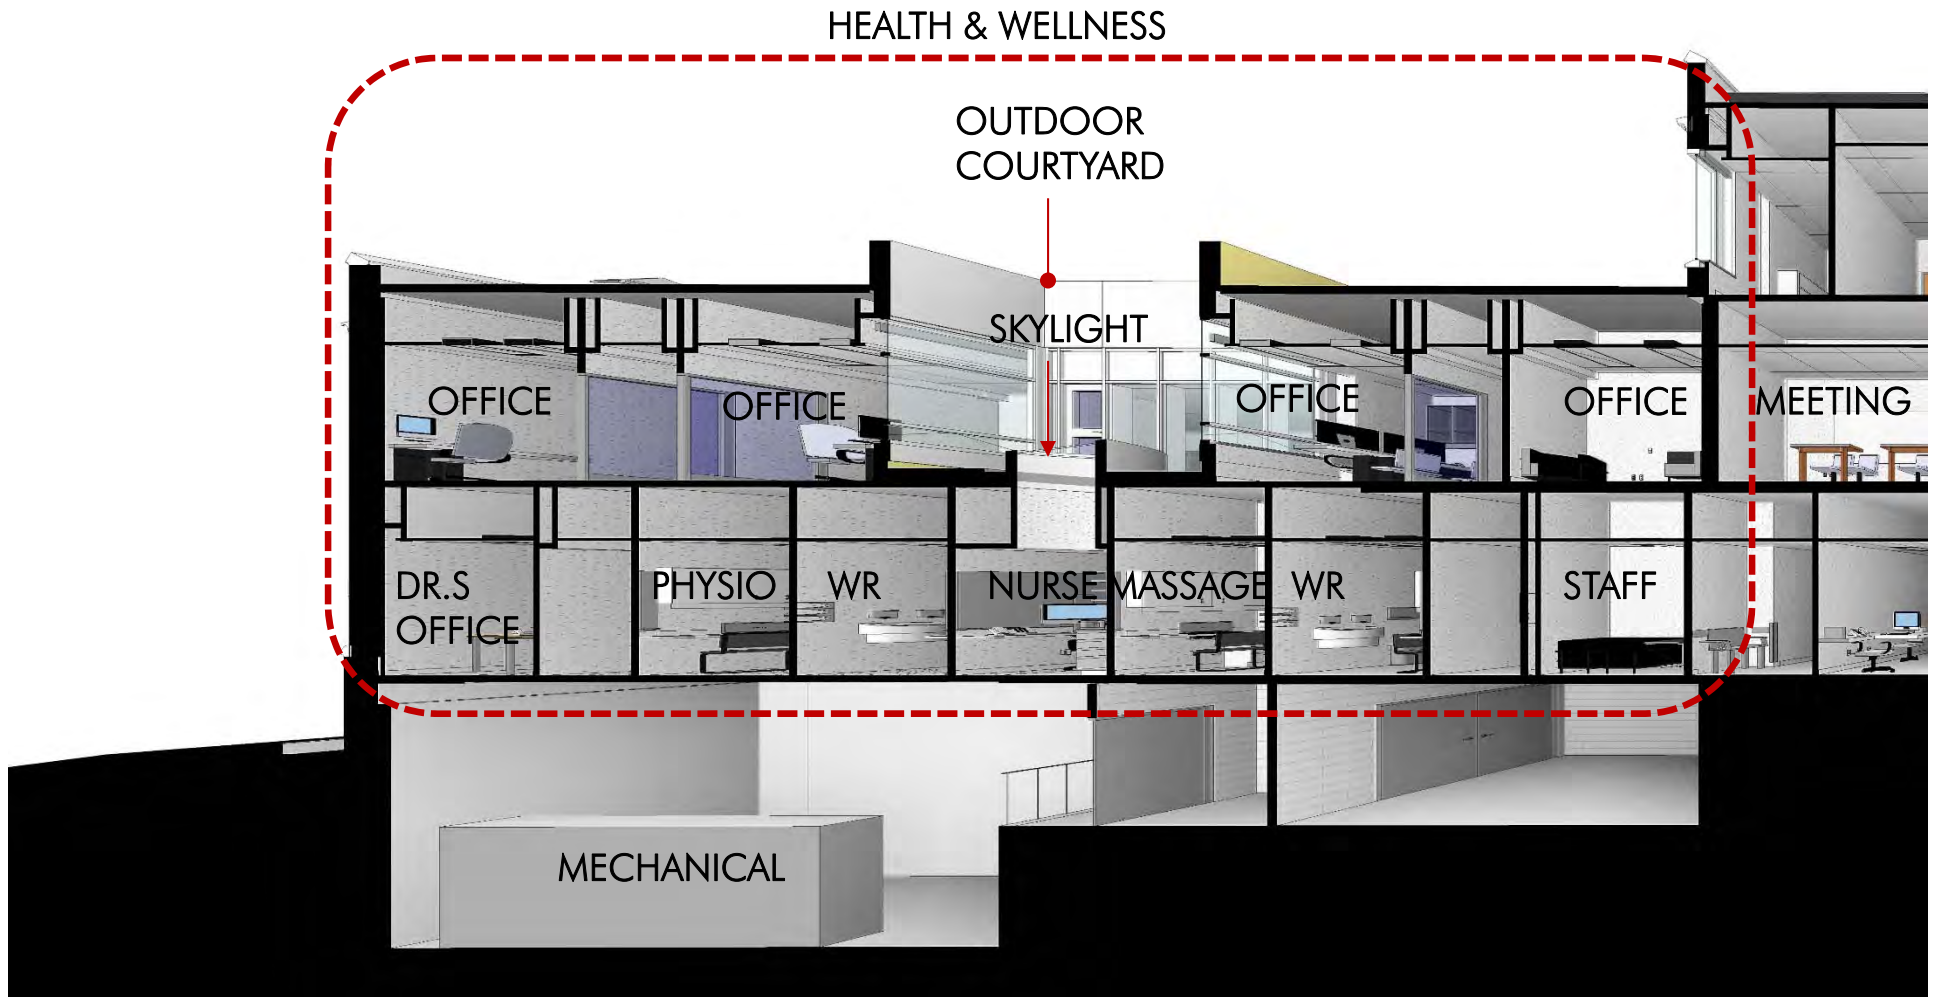 HEALTH & WELLNESS
OUTDOOR
COURTYARD
SKYLIGHT
OFFICE
OFFICE
OFFICE
OFFICE
MEETING
DR.S
OFFICE
PHYSIO
WR
NURSE
MASSAGE
WR
STAFF
MECHANICAL